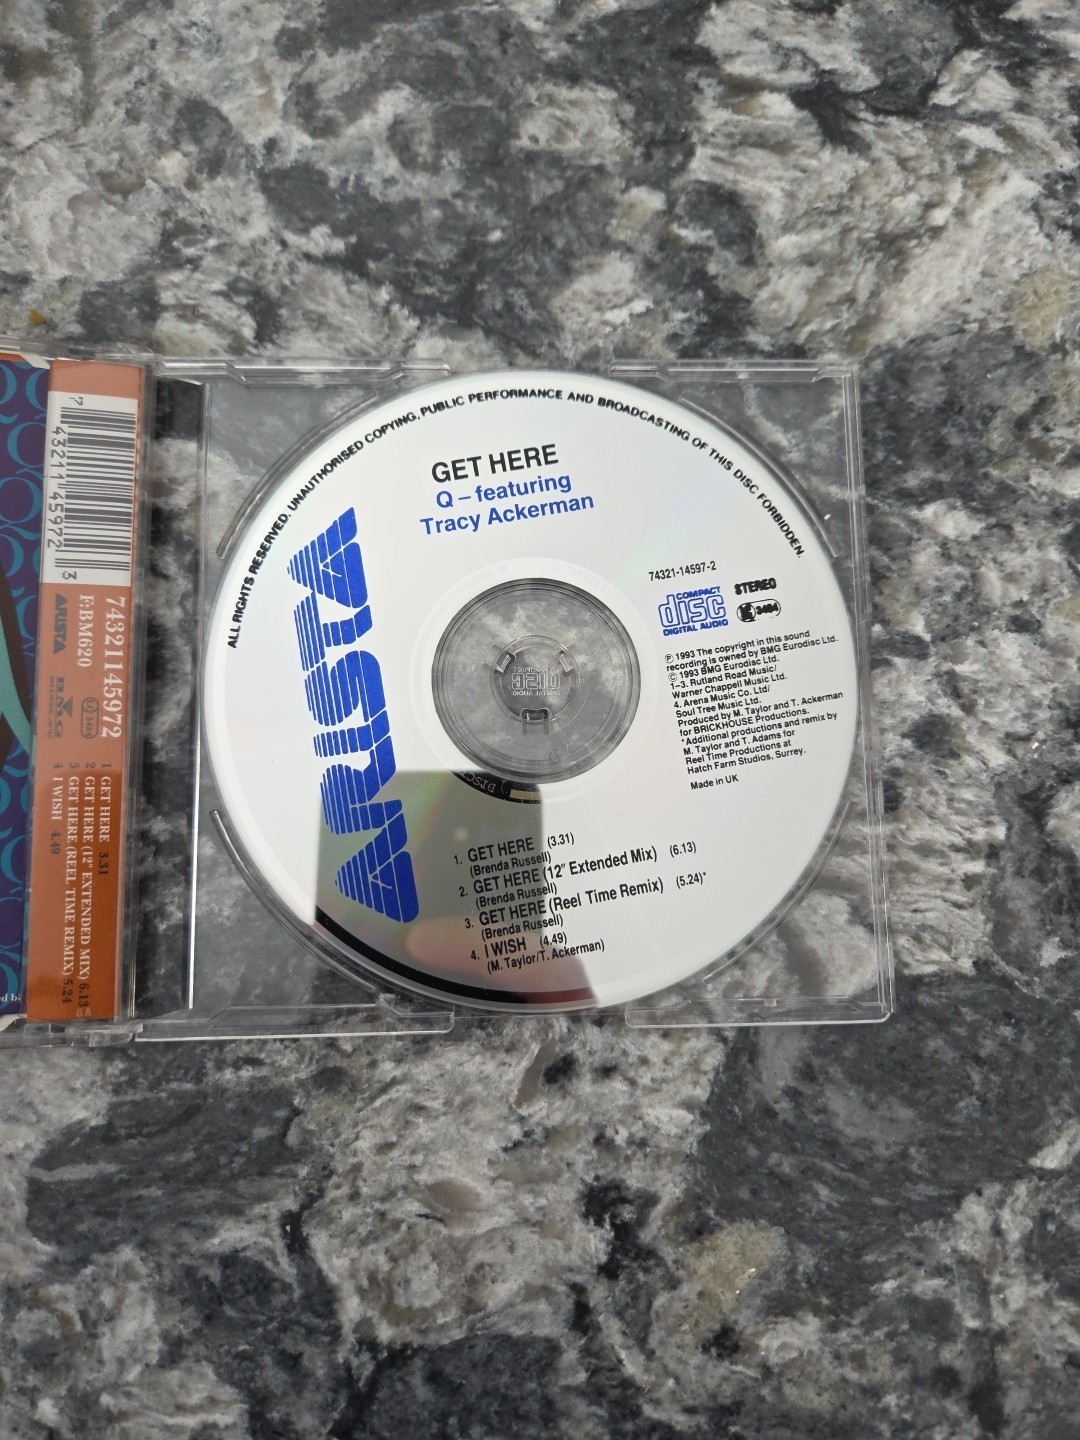 ALL RIGHTS RESERVED. UNAUTHORISED COPYING, PUBLIC PERFORMANCE AND BROADCASTING OF THIS DISC FORBIDDEN.
GET HERE
Q – featuring
Tracy Ackerman
ARISTA
74321-14597-2
COMPACT
disc
DIGITAL AUDIO
STEREO
3484
℗ 1993 The copyright in this sound
recording is owned by BMG Eurodisc Ltd.
© 1993 BMG Eurodisc Ltd.
1–3. Rutland Road Music/
Warner Chappell Music Ltd.
4. Arena Music Co. Ltd/
Soul Tree Music Ltd.
Produced by M. Taylor and T. Ackerman
for BRICKHOUSE Productions.
*Additional productions and remix by
M. Taylor and T. Adams for
Reel Time Productions at
Hatch Farm Studios, Surrey.
Made in UK
1. GET HERE (3.31)
(Brenda Russell)
2. GET HERE (12" Extended Mix) (6.13)
(Brenda Russell)
3. GET HERE (Reel Time Remix) (5.24)*
(Brenda Russell)
4. I WISH (4.49)
(M. Taylor/T. Ackerman)
7 43211 45972 3
74321145972
F:BM620
ARISTA
BMG
1 GET HERE 3.31
2 GET HERE (12" EXTENDED MIX) 6.13
3 GET HERE (REEL TIME REMIX) 5.24
4 I WISH 4.49